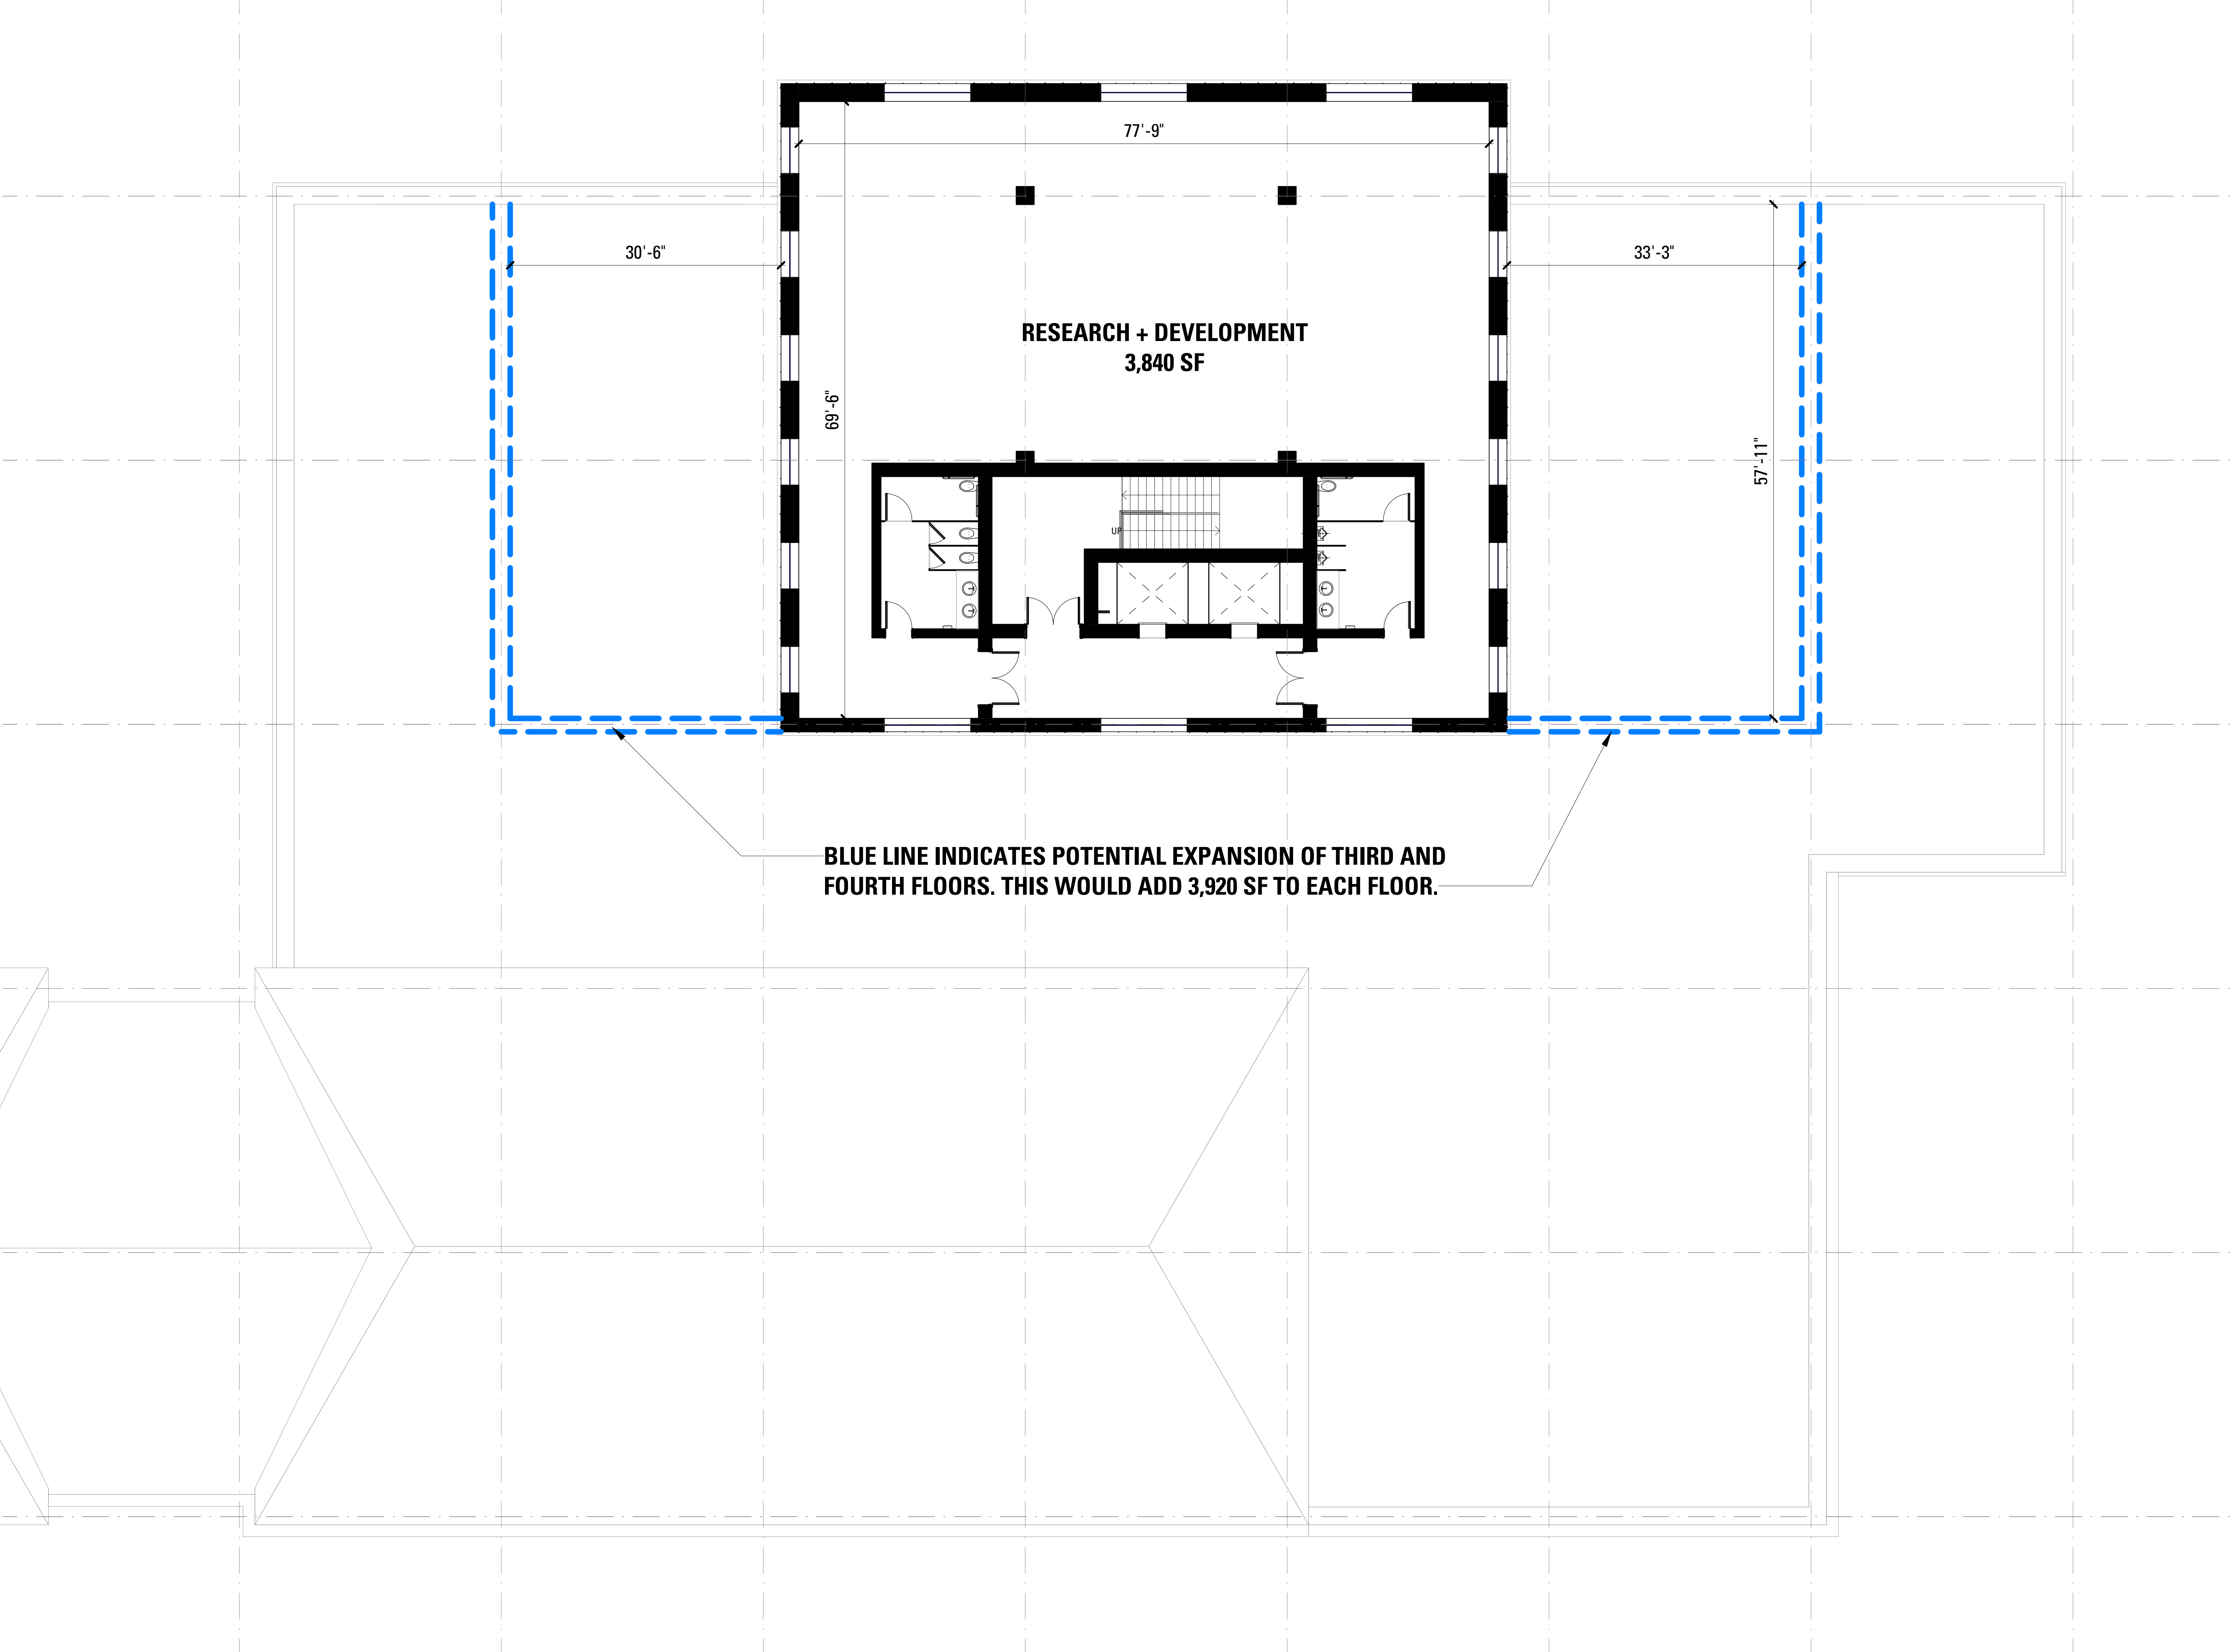 77'-9"
30'-6"
33'-3"
RESEARCH + DEVELOPMENT
3,840 SF
69'-6"
57'-11"
UP
BLUE LINE INDICATES POTENTIAL EXPANSION OF THIRD AND
FOURTH FLOORS. THIS WOULD ADD 3,920 SF TO EACH FLOOR.